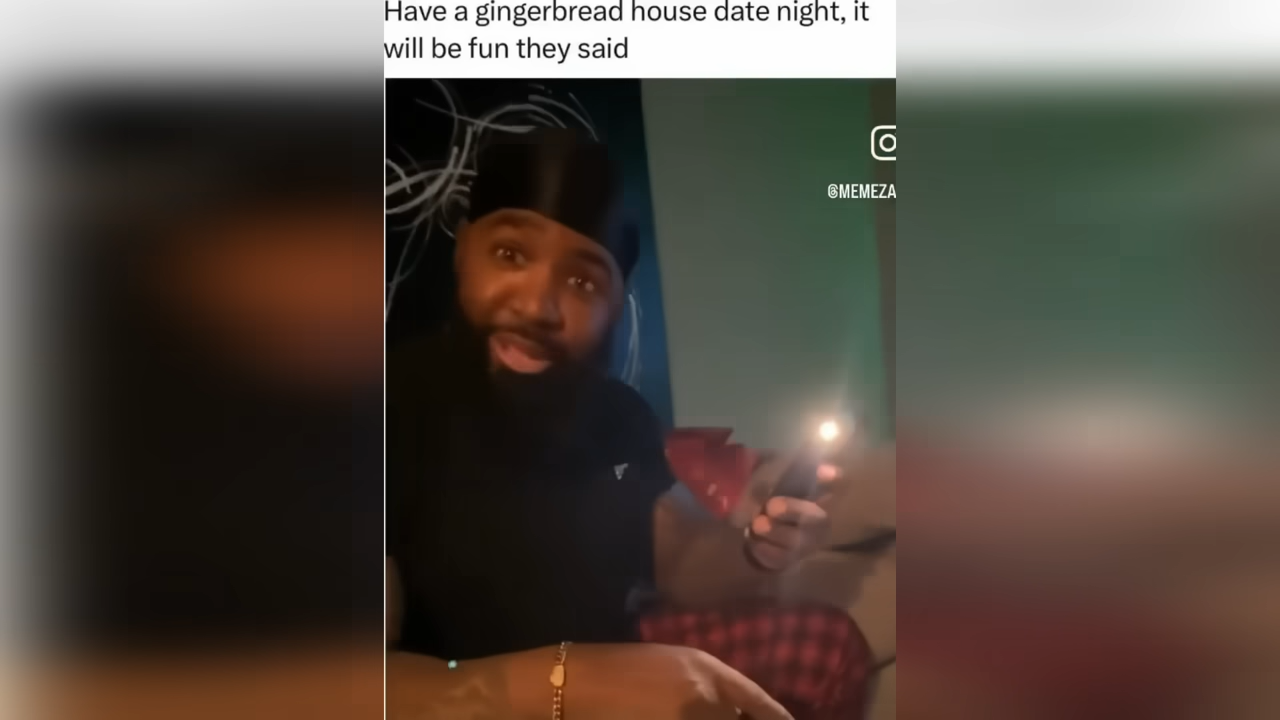 Have a gingerbread house date night, it
will be fun they said
@MEMEZA